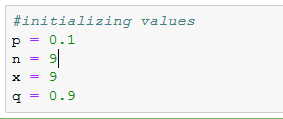 #initializing values
p = 0.1
n = 9
x = 9
q = 0.9